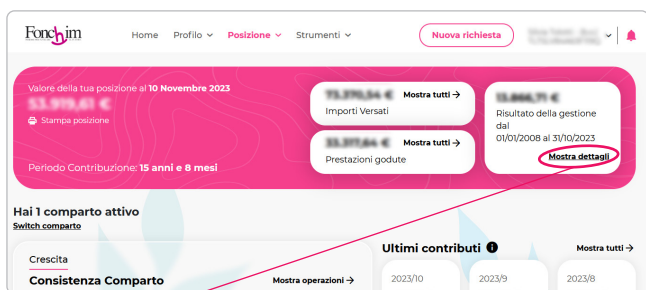 Fonchim
Home Profilo Posizione Strumenti Nuova richiesta
Valore della tua posizione al 10 Novembre 2023
Stampa posizione
Periodo Contribuzione: 15 anni e 8 mesi
Mostra tutti →
Importi Versati
Mostra tutti →
Prestazioni godute
Risultato della gestione
dal
01/01/2008 al 31/10/2023
Mostra dettagli
Hai 1 comparto attivo
Switch comparto
Crescita
Consistenza Comparto Mostra operazioni →
Ultimi contributi Mostra tutti →
2023/10 2023/9 2023/8